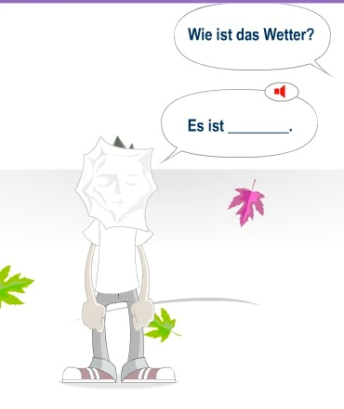 Wie ist das Wetter?
Es ist ________.